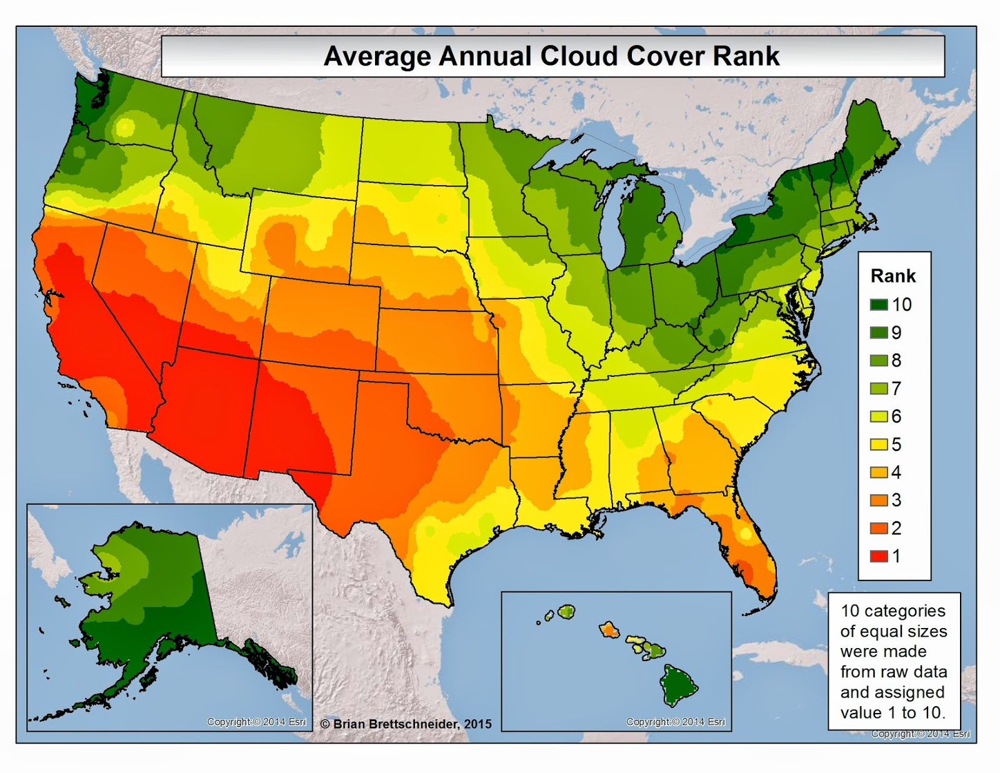 Average Annual Cloud Cover Rank
Rank
10
9
8
7
6
5
4
3
2
1
10 categories
of equal sizes
were made
from raw data
and assigned
value 1 to 10.
Copyright:© 2014 Esri
© Brian Brettschneider, 2015
Copyright:© 2014 Esri
Copyright:© 2014 Esri